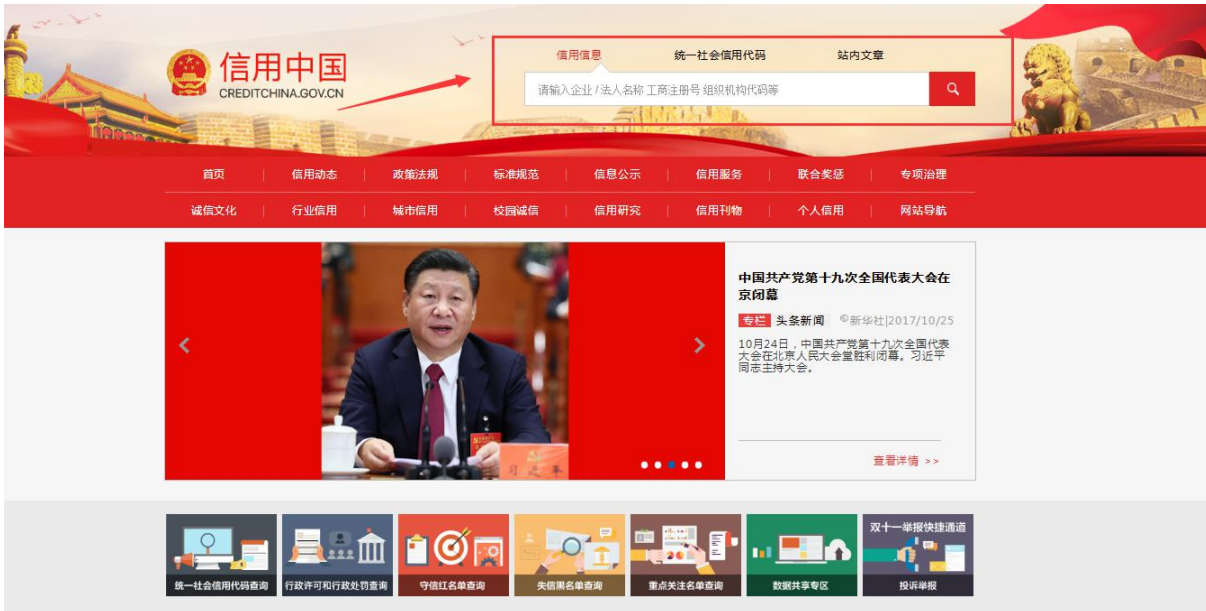 信用信息 统一社会信用代码 站内文章
信用中国
CREDITCHINA.GOV.CN
请输入企业 / 法人名称 工商注册号 组织机构代码等
首页 信用动态 政策法规 标准规范 信息公示 信用服务 联合奖惩 专项治理
诚信文化 行业信用 城市信用 校园诚信 信用研究 信用刊物 个人信用 网站导航
中国共产党第十九次全国代表大会在
京闭幕
专栏 头条新闻 ©新华社|2017/10/25
10月24日，中国共产党第十九次全国代表
大会在北京人民大会堂胜利闭幕。习近平
同志主持大会。
习近平
查看详情 >>
双十一举报快捷通道
统一社会信用代码查询 行政许可和行政处罚查询 守信红名单查询 失信黑名单查询 重点关注名单查询 数据共享专区 投诉举报